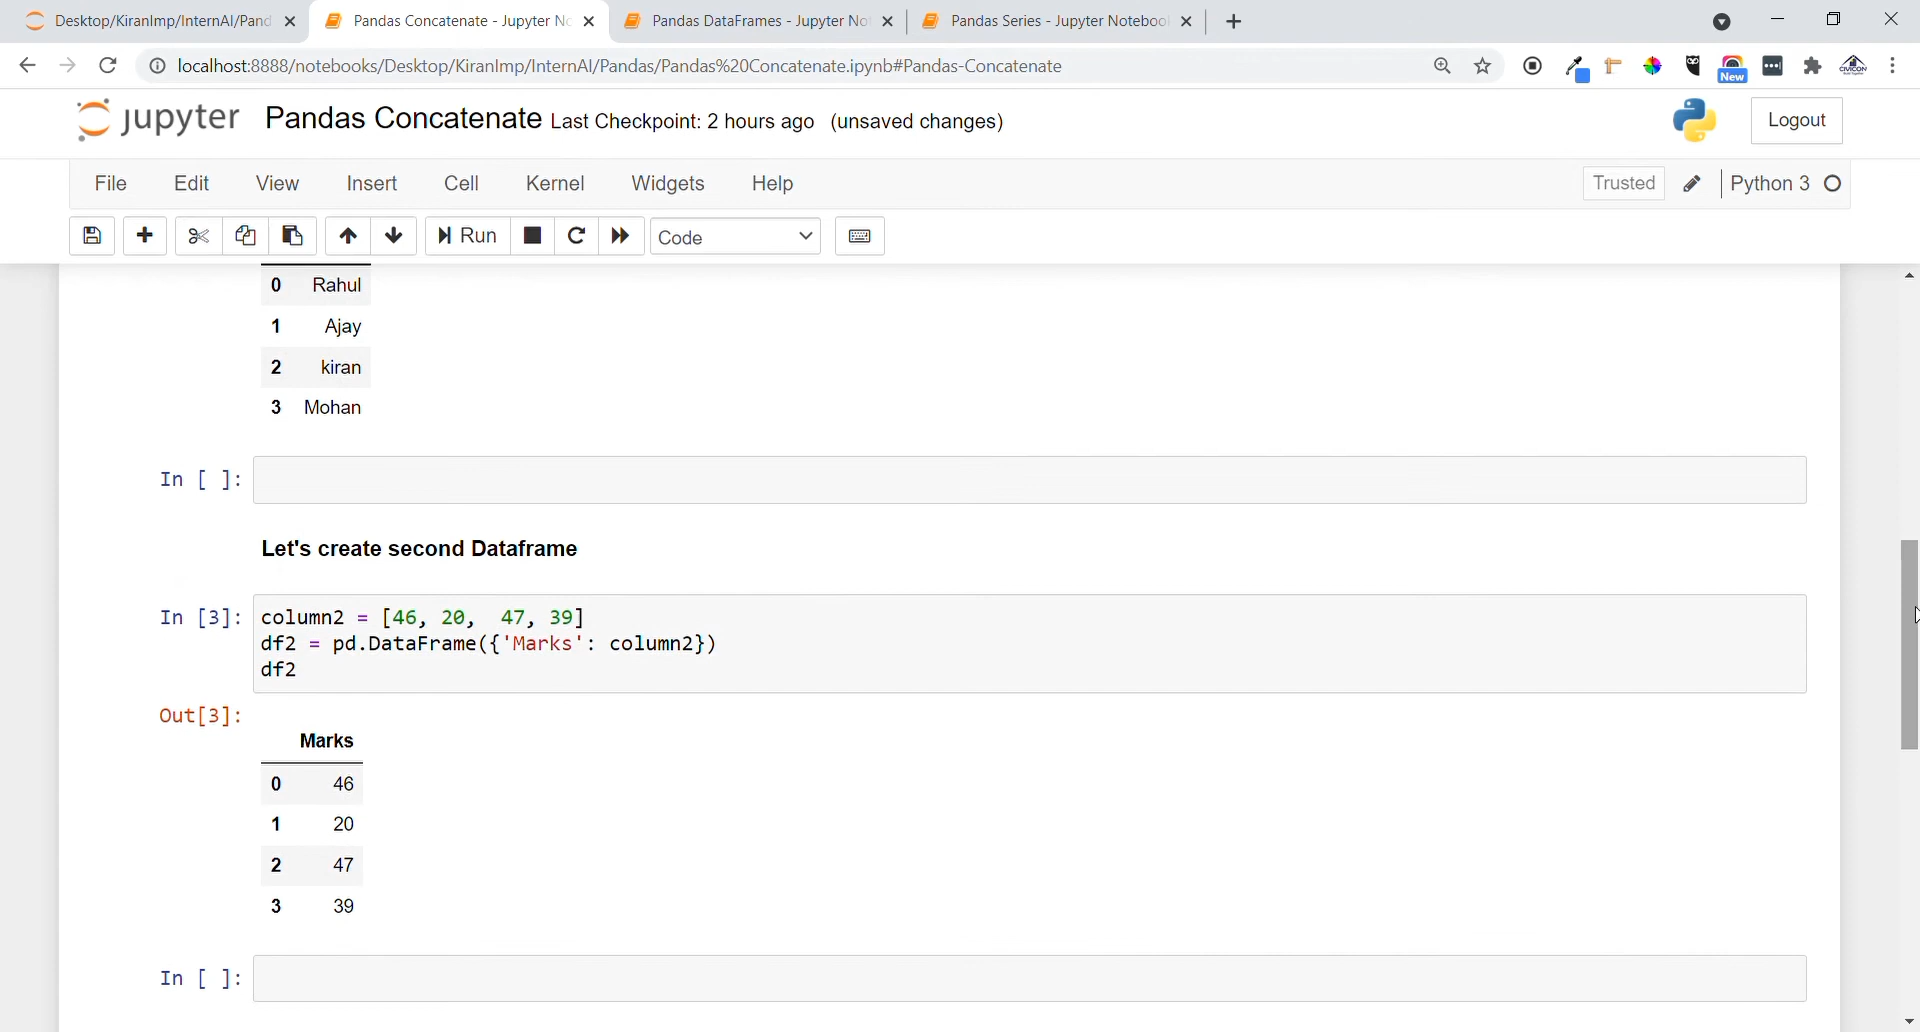 Desktop/KiranImp/InternAI/Pand
Pandas Concatenate - Jupyter No
Pandas DataFrames - Jupyter Not
Pandas Series - Jupyter Notebook
localhost:8888/notebooks/Desktop/KiranImp/InternAI/Pandas/Pandas%20Concatenate.ipynb#Pandas-Concatenate
New
CIVICON
jupyter Pandas Concatenate Last Checkpoint: 2 hours ago (unsaved changes)
Logout
File Edit View Insert Cell Kernel Widgets Help
Trusted
Python 3
Run
Code
0 Rahul
1 Ajay
2 kiran
3 Mohan
In [ ]:
Let's create second Dataframe
In [3]: column2 = [46, 20,  47, 39]
df2 = pd.DataFrame({'Marks': column2})
df2
Out[3]:
Marks
0 46
1 20
2 47
3 39
In [ ]: